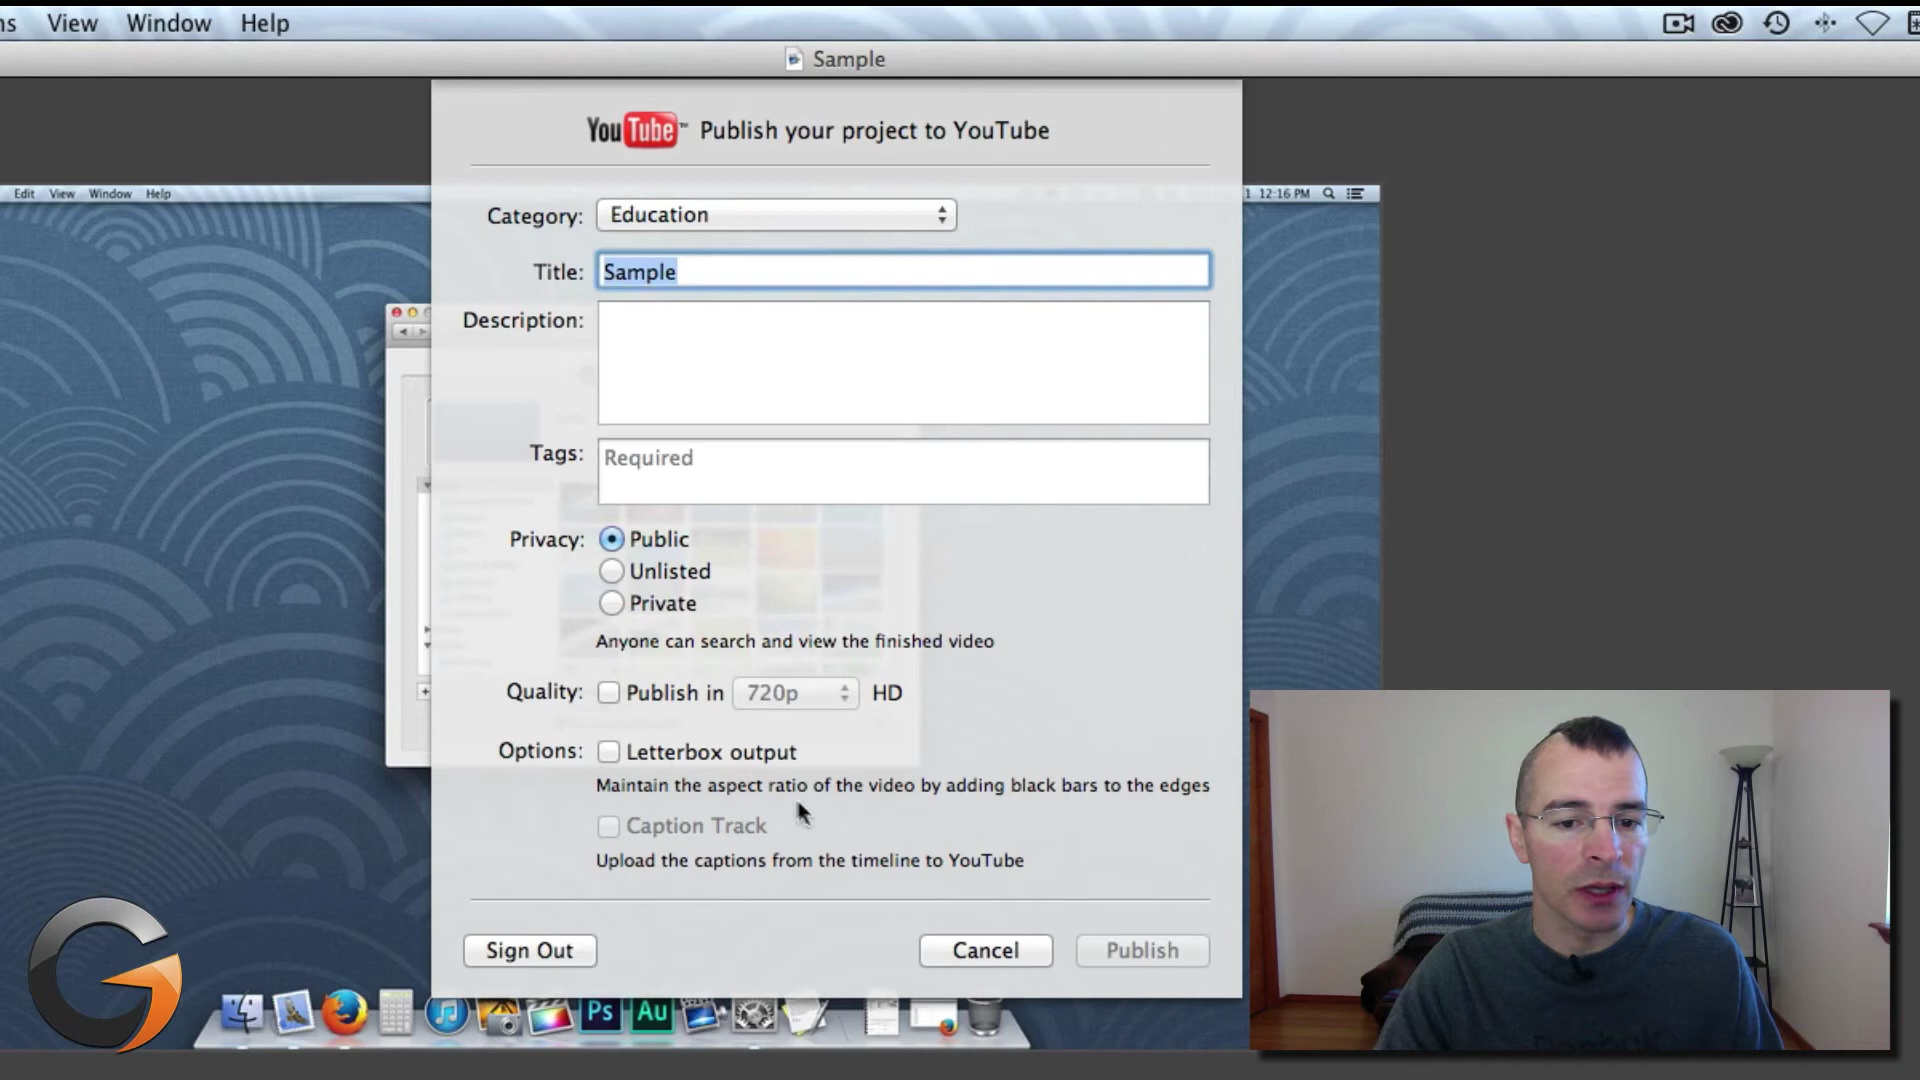 View Window Help
Sample
YouTube™ Publish your project to YouTube
Edit View Window Help
12:16 PM
Category: Education
Title: Sample
Description:
Tags: Required
Privacy: Public
Unlisted
Private
Anyone can search and view the finished video
Quality: Publish in 720p HD
Options: Letterbox output
Maintain the aspect ratio of the video by adding black bars to the edges
Caption Track
Upload the captions from the timeline to YouTube
Sign Out Cancel Publish
Ps Au